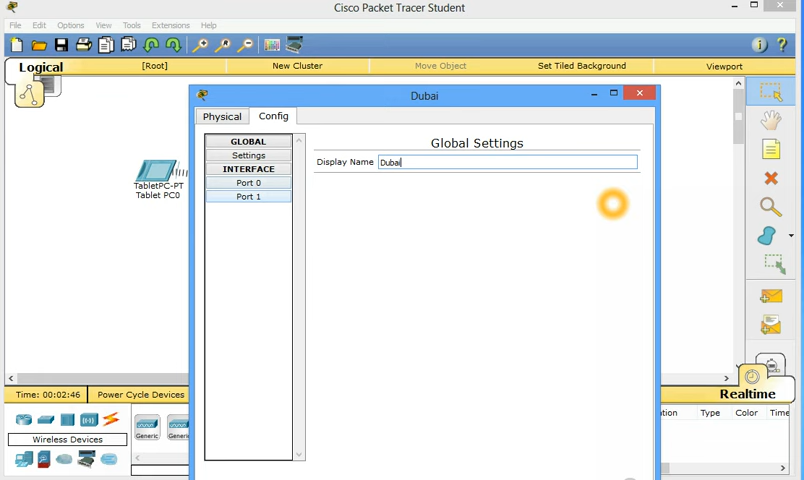 Cisco Packet Tracer Student
File Edit Options View Tools Extensions Help
Logical [Root] New Cluster Move Object Set Tiled Background Viewport
Dubai
Physical Config
GLOBAL
Settings
INTERFACE
Port 0
Port 1
Global Settings
Display Name Dubai
TabletPC-PT
Tablet PC0
Time: 00:02:46 Power Cycle Devices
Realtime
Wireless Devices
Generic
Generic
Type Color Time